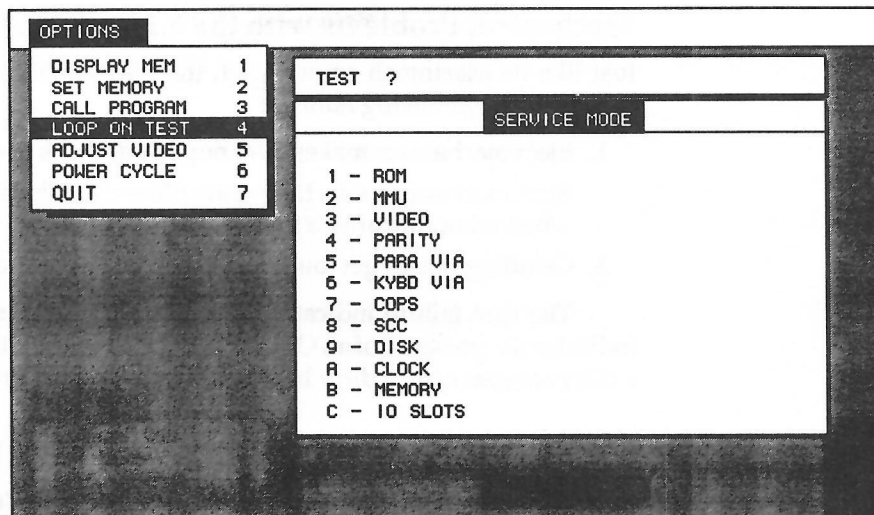 OPTIONS
DISPLAY MEM 1
SET MEMORY 2
CALL PROGRAM 3
LOOP ON TEST 4
ADJUST VIDEO 5
POWER CYCLE 6
QUIT 7
TEST ?
SERVICE MODE
1 - ROM
2 - MMU
3 - VIDEO
4 - PARITY
5 - PARA VIA
6 - KYBD VIA
7 - COPS
8 - SCC
9 - DISK
A - CLOCK
B - MEMORY
C - IO SLOTS